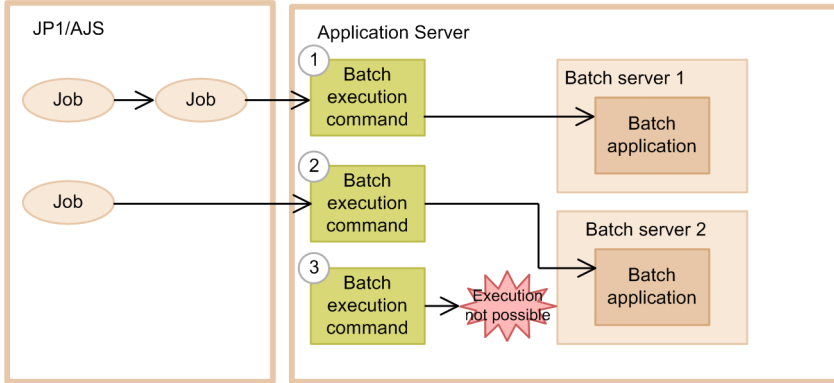 JP1/AJS
Application Server
Job
Job
1
Batch
execution
command
Batch server 1
Batch
application
Job
2
Batch
execution
command
Batch server 2
Batch
application
3
Batch
execution
command
Execution
not possible